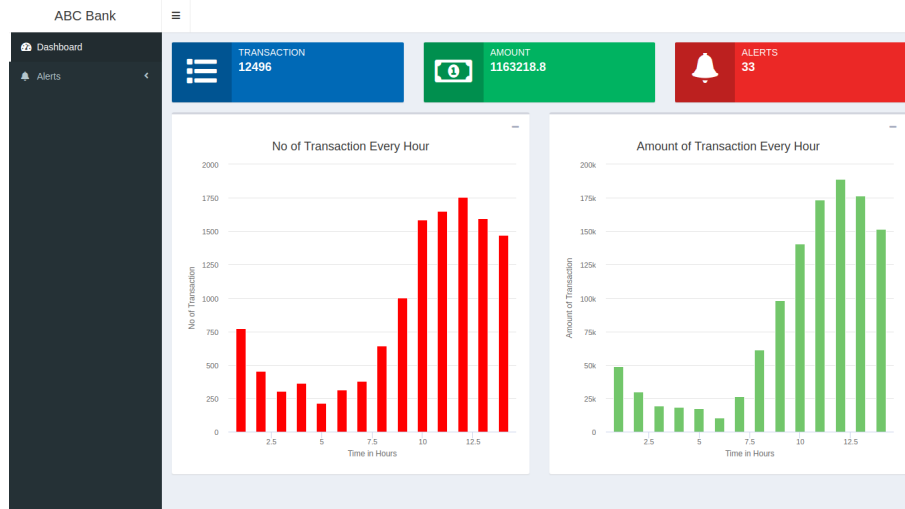 ABC Bank
Dashboard
Alerts
TRANSACTION
12496
AMOUNT
1163218.8
ALERTS
33
No of Transaction Every Hour
No of Transaction
2000
1750
1500
1250
1000
750
500
250
0
2.5 5 7.5 10 12.5
Time in Hours
Amount of Transaction Every Hour
Amount of Transaction
200k
175k
150k
125k
100k
75k
50k
25k
0
2.5 5 7.5 10 12.5
Time in Hours